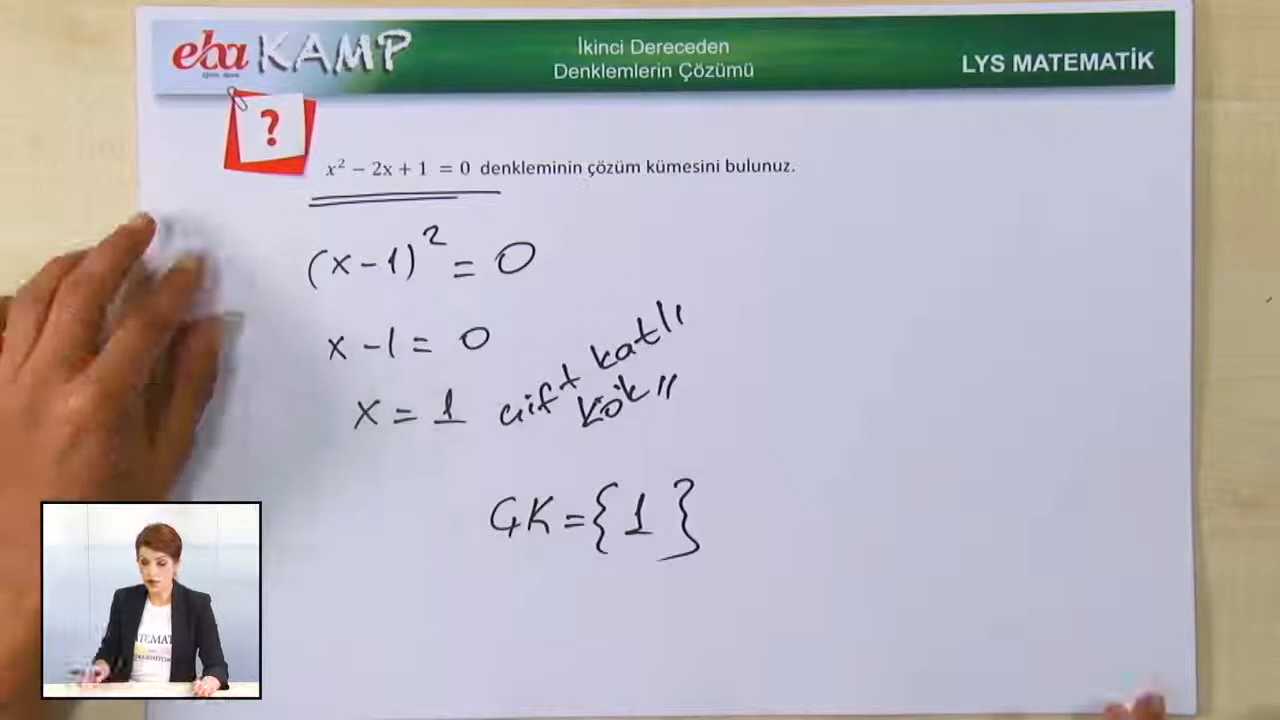 eba KAMP
İkinci Dereceden
Denklemlerin Çözümü
LYS MATEMATİK
?
x² − 2x + 1 = 0 denkleminin çözüm kümesini bulunuz.
(x-1)² = 0
x-1 = 0
x = 1 çift katlı
kök //
ÇK = { 1 }